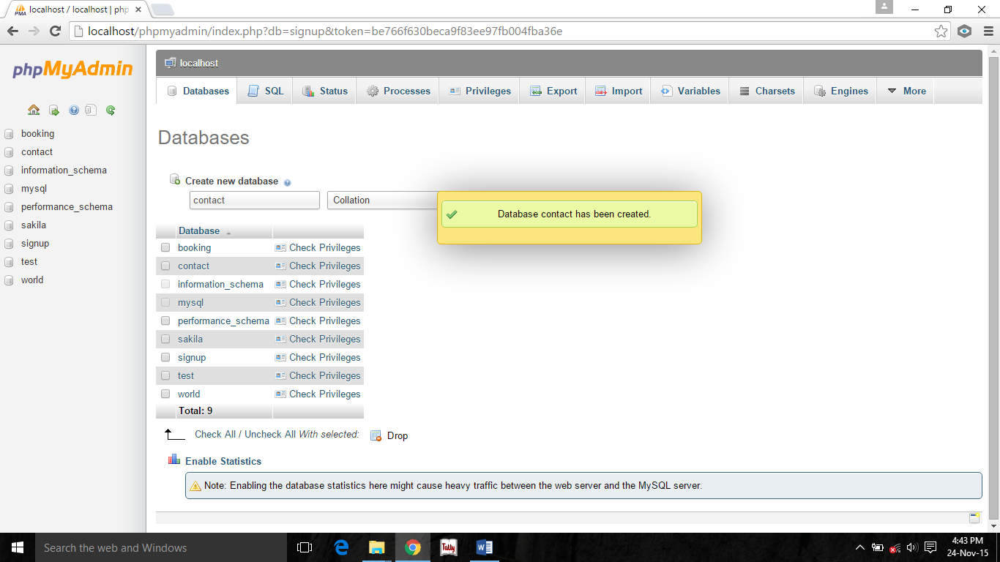 localhost / localhost | php
localhost/phpmyadmin/index.php?db=signup&token=be766f630beca9f83ee97fb004fba36e
phpMyAdmin
booking
contact
information_schema
mysql
performance_schema
sakila
signup
test
world
localhost
Databases SQL Status Processes Privileges Export Import Variables Charsets Engines More
Databases
Create new database
contact Collation
Database contact has been created.
Database
booking Check Privileges
contact Check Privileges
information_schema Check Privileges
mysql Check Privileges
performance_schema Check Privileges
sakila Check Privileges
signup Check Privileges
test Check Privileges
world Check Privileges
Total: 9
Check All / Uncheck All With selected: Drop
Enable Statistics
Note: Enabling the database statistics here might cause heavy traffic between the web server and the MySQL server.
Search the web and Windows
Tally
4:43 PM
24-Nov-15